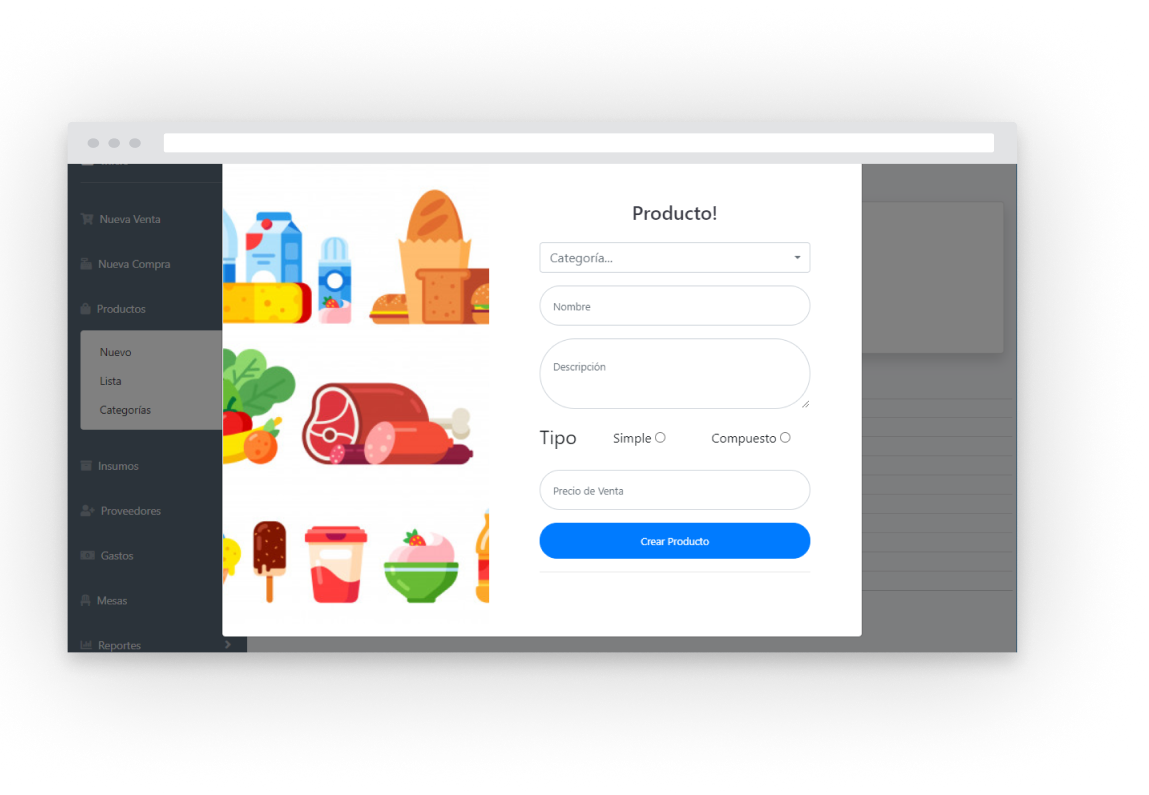 Nueva Venta
Nueva Compra
Productos
Nuevo
Lista
Categorías
Insumos
Proveedores
Gastos
Mesas
Reportes
Producto!
Categoría...
Nombre
Descripción
Tipo Simple Compuesto
Precio de Venta
Crear Producto